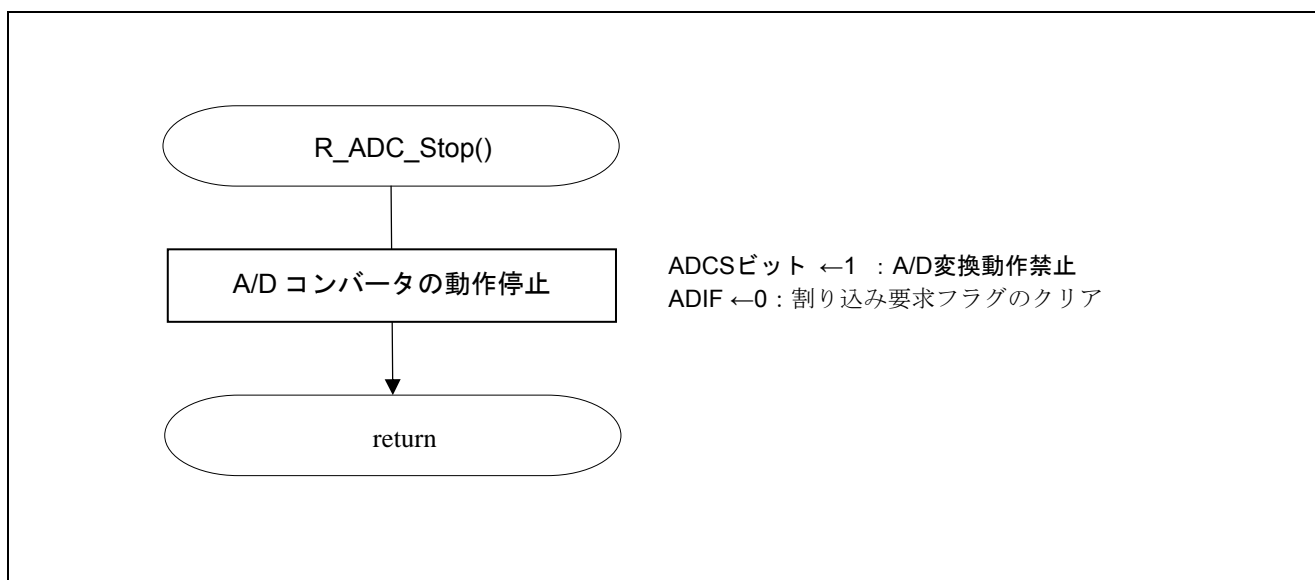 R_ADC_Stop()
A/D コンバータの動作停止
ADCSビット ←1 : A/D変換動作禁止
ADIF ←0:割り込み要求フラグのクリア
return